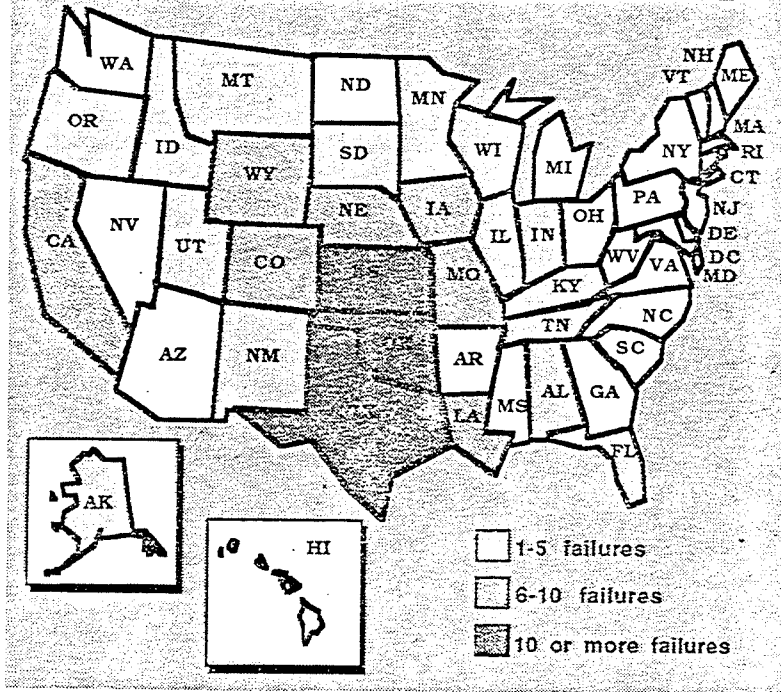 WA
MT
ND
MN
NH
VT
ME
OR
ID
SD
WI
MI
NY
MA
RI
CT
WY
NE
IA
PA
NJ
CA
NV
UT
CO
IL
IN
OH
DE
DC
MD
WV
VA
MO
KY
NC
TN
SC
AZ
NM
AR
MS
AL
GA
LA
FL
AK
HI
1-5 failures
6-10 failures
10 or more failures